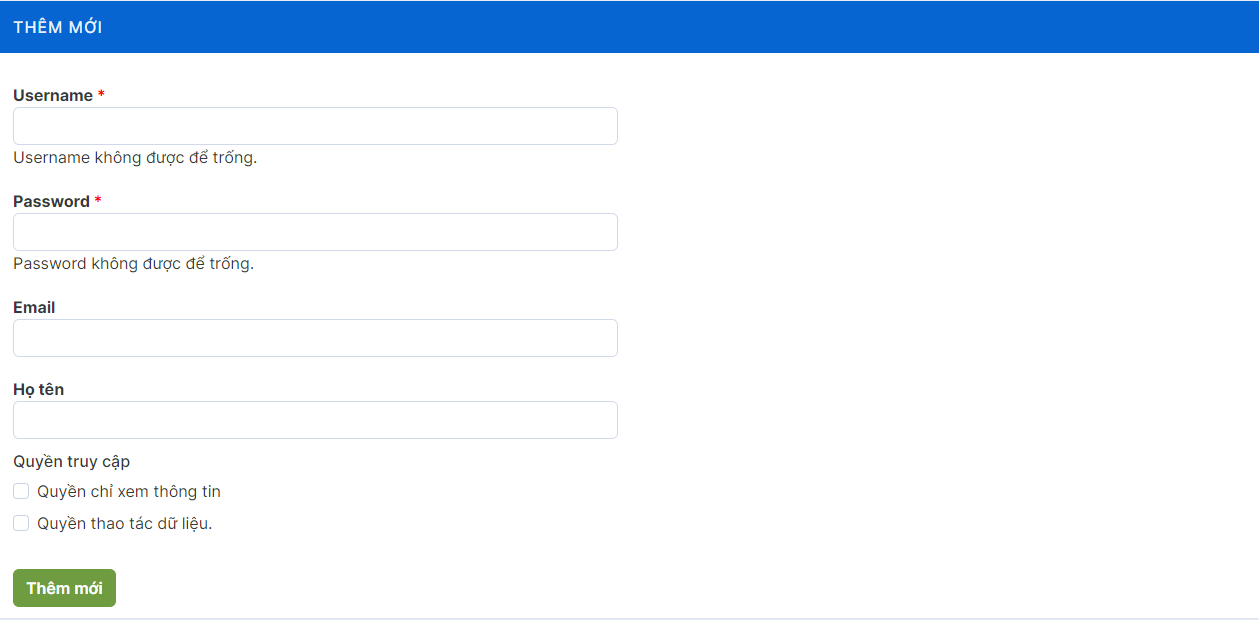 THÊM MỚI
Username *
Username không được để trống.
Password *
Password không được để trống.
Email
Họ tên
Quyền truy cập
Quyền chỉ xem thông tin
Quyền thao tác dữ liệu.
Thêm mới